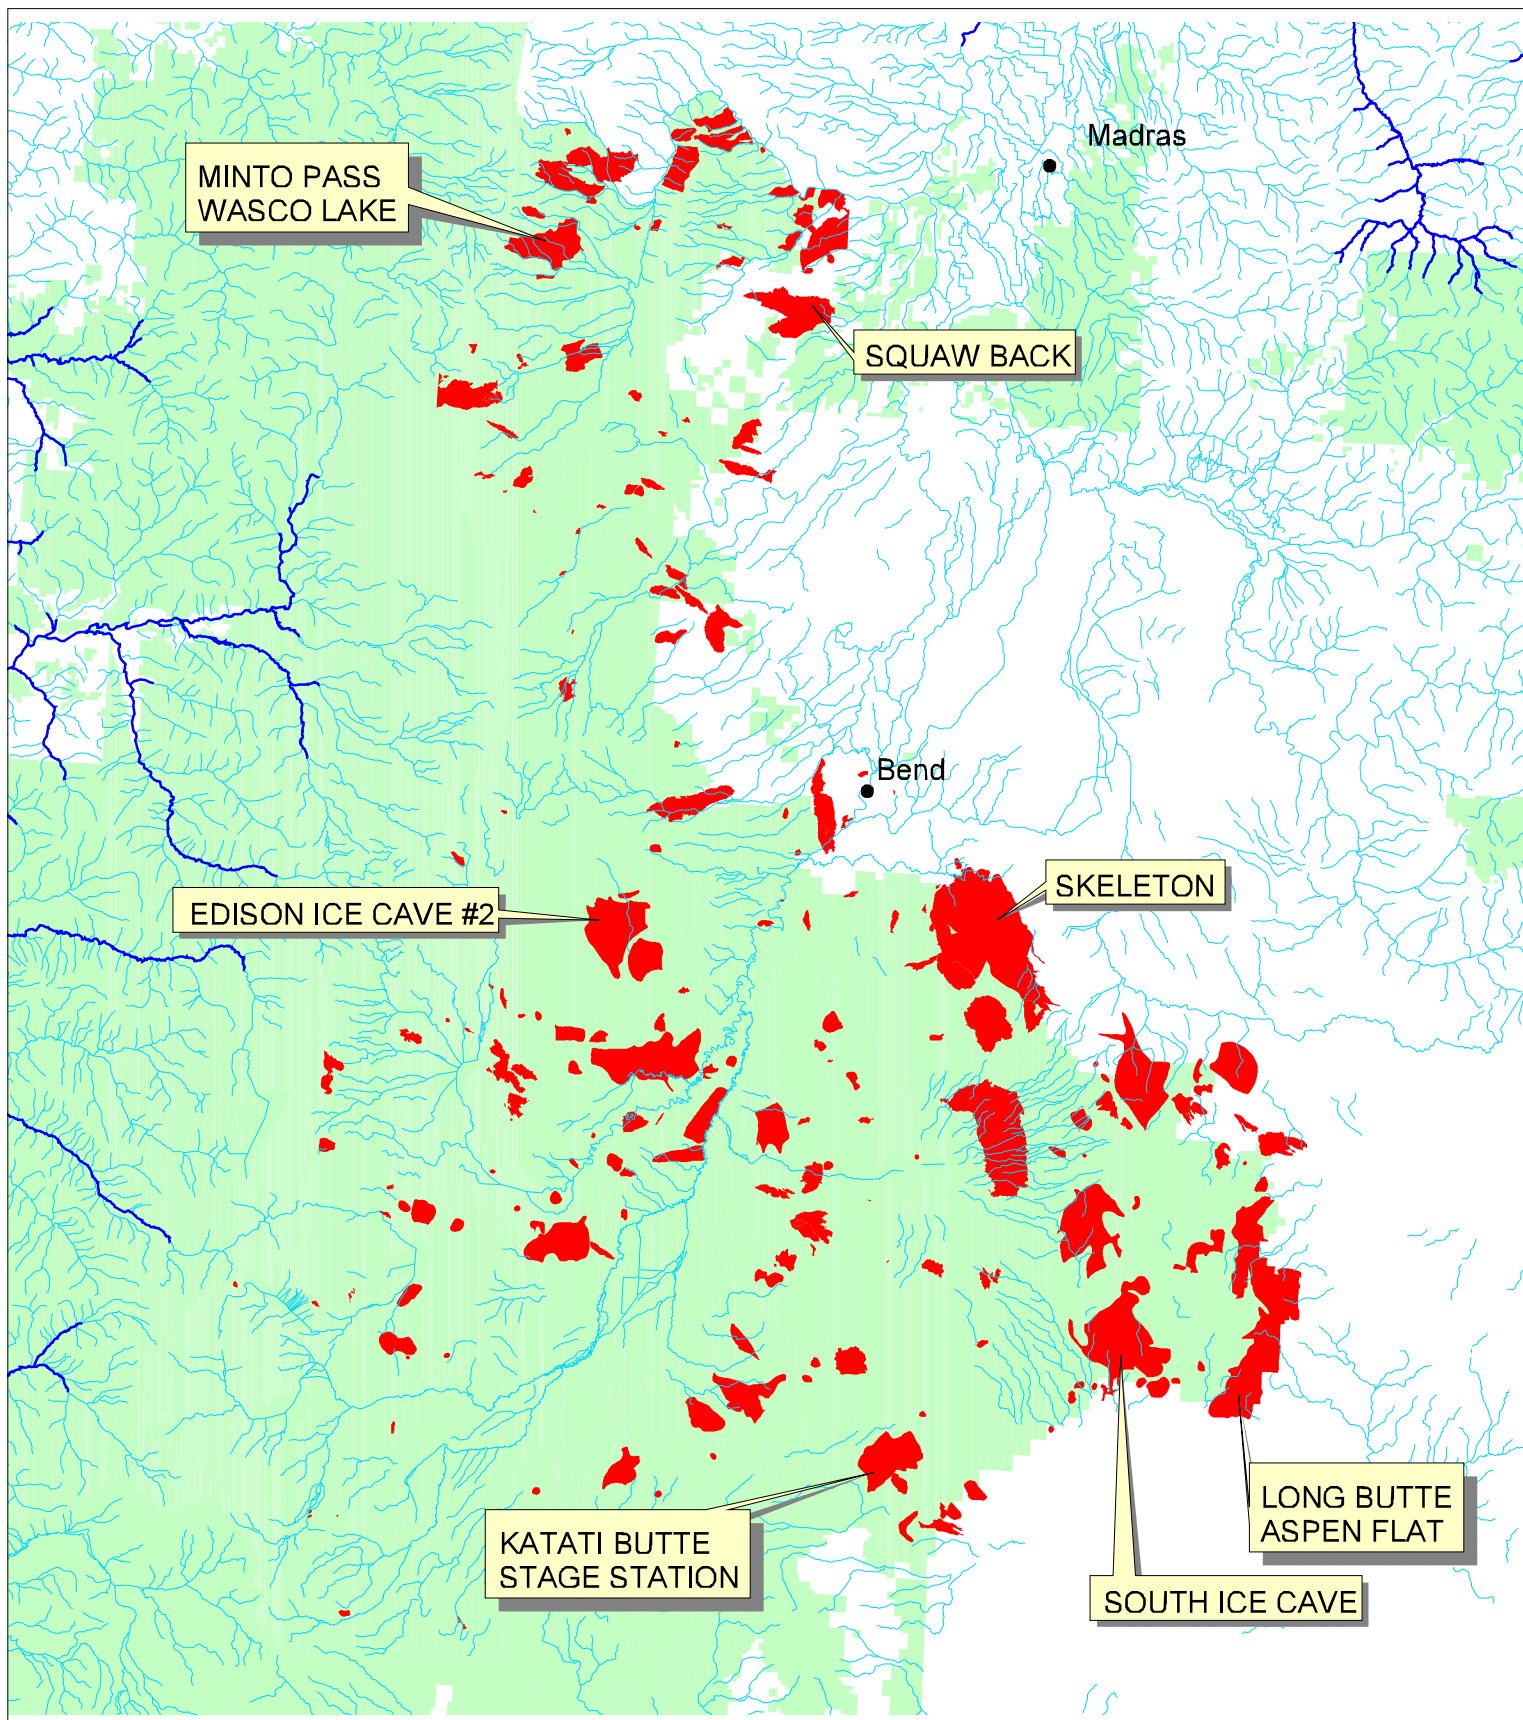 Madras
MINTO PASS
WASCO LAKE
SQUAW BACK
Bend
SKELETON
EDISON ICE CAVE #2
LONG BUTTE
ASPEN FLAT
KATATI BUTTE
STAGE STATION
SOUTH ICE CAVE